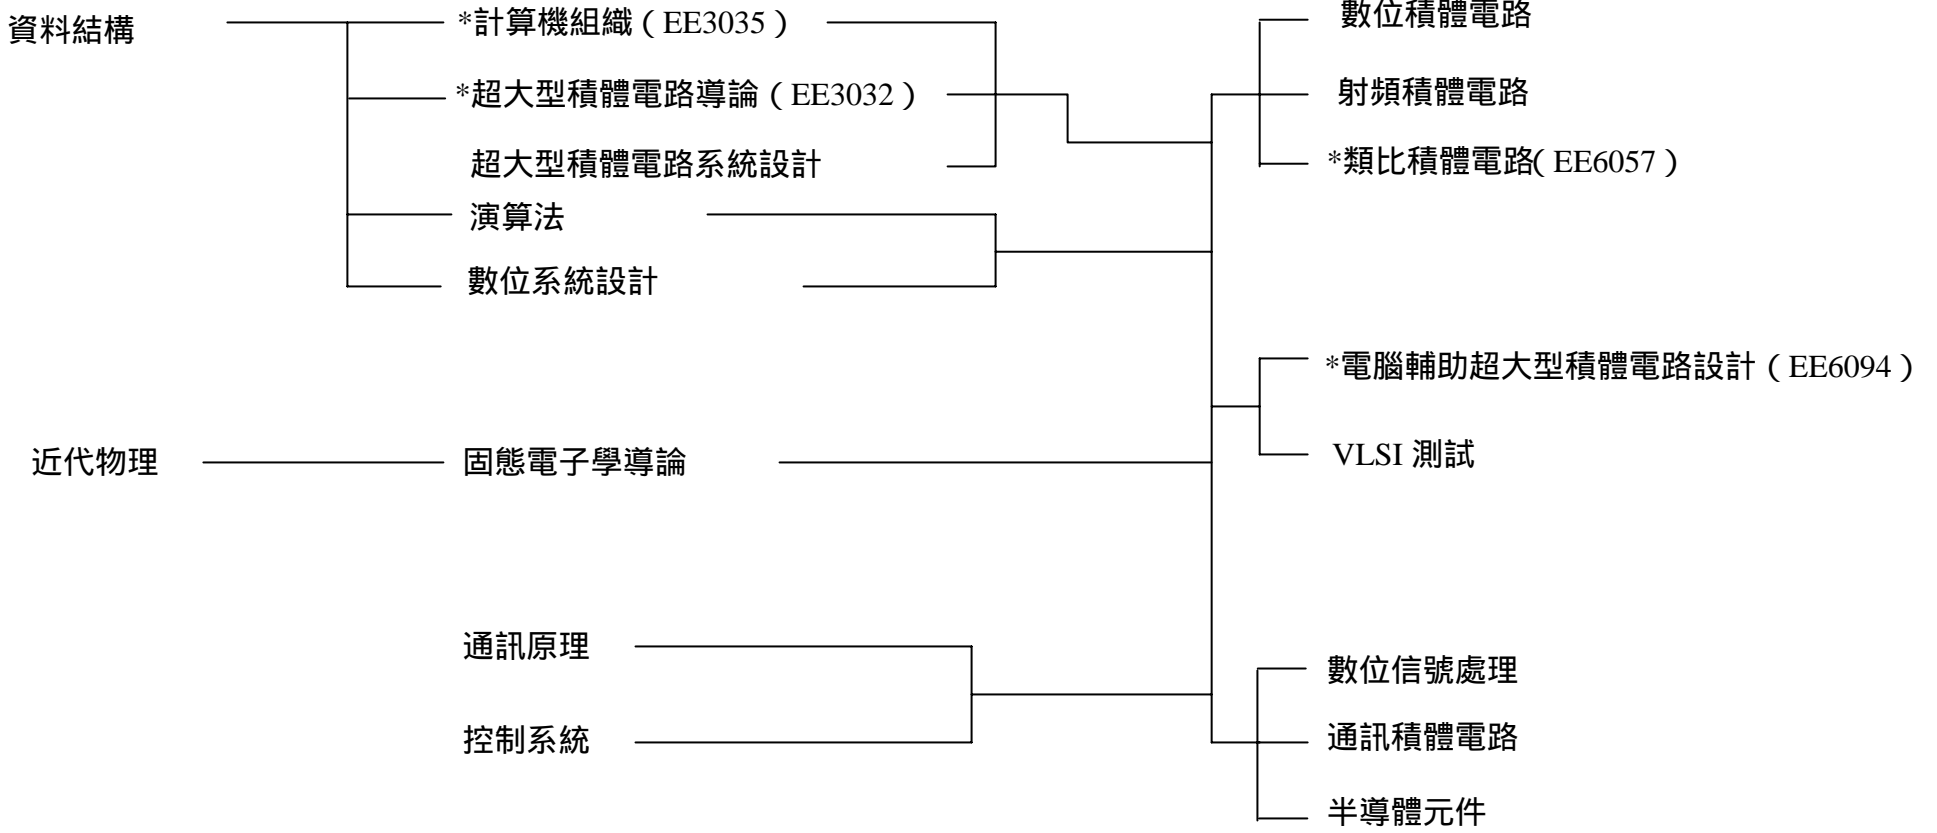 資料結構
*計算機組織（EE3035）
*超大型積體電路導論（EE3032）
超大型積體電路系統設計
演算法
數位系統設計
近代物理
固態電子學導論
通訊原理
控制系統
數位積體電路
射頻積體電路
*類比積體電路（EE6057）
*電腦輔助超大型積體電路設計（EE6094）
VLSI 測試
數位信號處理
通訊積體電路
半導體元件